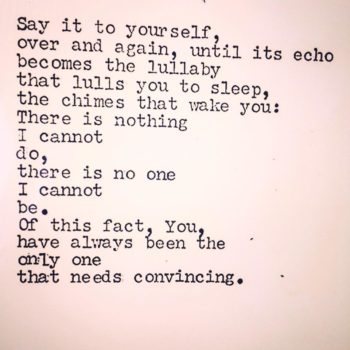 Say it to yourself,
over and again, until its echo
becomes the lullaby
that lulls you to sleep,
the chimes that wake you:
There is nothing
I cannot
do,
there is no one
I cannot
be.
Of this fact, You,
have always been the
only one
that needs convincing.